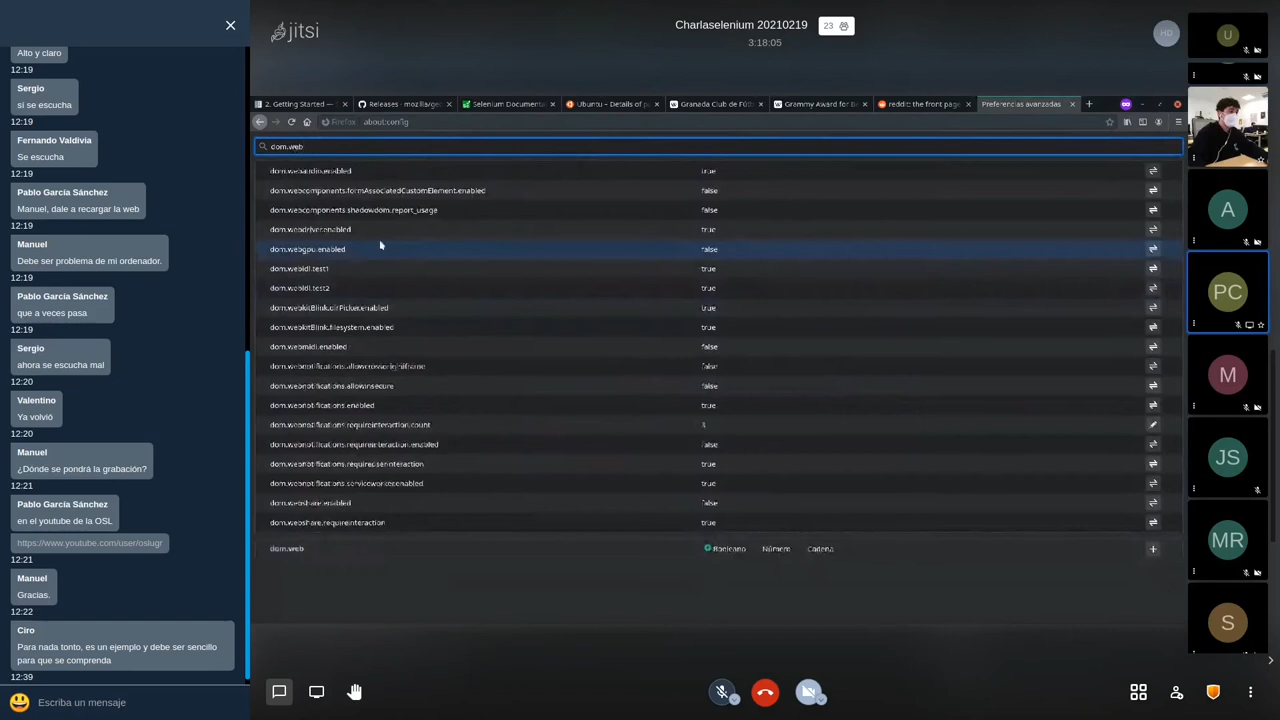 Alto y claro
12:19
Sergio
sí se escucha
12:19
Fernando Valdivia
Se escucha
12:19
Pablo García Sánchez
Manuel, dale a recargar la web
12:19
Manuel
Debe ser problema de mi ordenador.
12:19
Pablo García Sánchez
que a veces pasa
12:19
Sergio
ahora se escucha mal
12:20
Valentino
Ya volvió
12:20
Manuel
¿Dónde se pondrá la grabación?
12:21
Pablo García Sánchez
en el youtube de la OSL
https://www.youtube.com/user/oslugr
12:21
Manuel
Gracias.
12:22
Ciro
Para nada tonto, es un ejemplo y debe ser sencillo
para que se comprenda
12:39
Escriba un mensaje
jitsi
Charlaselenium 20210219
23
3:18:05
HD
2. Getting Started — Releases · mozilla/gec Selenium Documenta Ubuntu – Details of p Granada Club de Fútb Grammy Award for Be reddit: the front page Preferencias avanzadas
Firefox about:config
dom.web
dom.webaudio.enabled true
dom.webcomponents.formAssociatedCustomElement.enabled false
dom.webcomponents.shadowdom.report_usage false
dom.webdriver.enabled true
dom.webgpu.enabled false
dom.webidl.test1 true
dom.webidl.test2 true
dom.webkitBlink.dirPicker.enabled true
dom.webkitBlink.filesystem.enabled true
dom.webmidi.enabled false
dom.webnotifications.allowcrossoriginiframe false
dom.webnotifications.allowinsecure false
dom.webnotifications.enabled true
dom.webnotifications.requireinteraction.count 3
dom.webnotifications.requireinteraction.enabled false
dom.webnotifications.requireuserinteraction true
dom.webnotifications.serviceworker.enabled true
dom.webshare.enabled false
dom.webshare.requireinteraction true
dom.web Booleano Número Cadena
U
A
PC
M
JS
MR
S